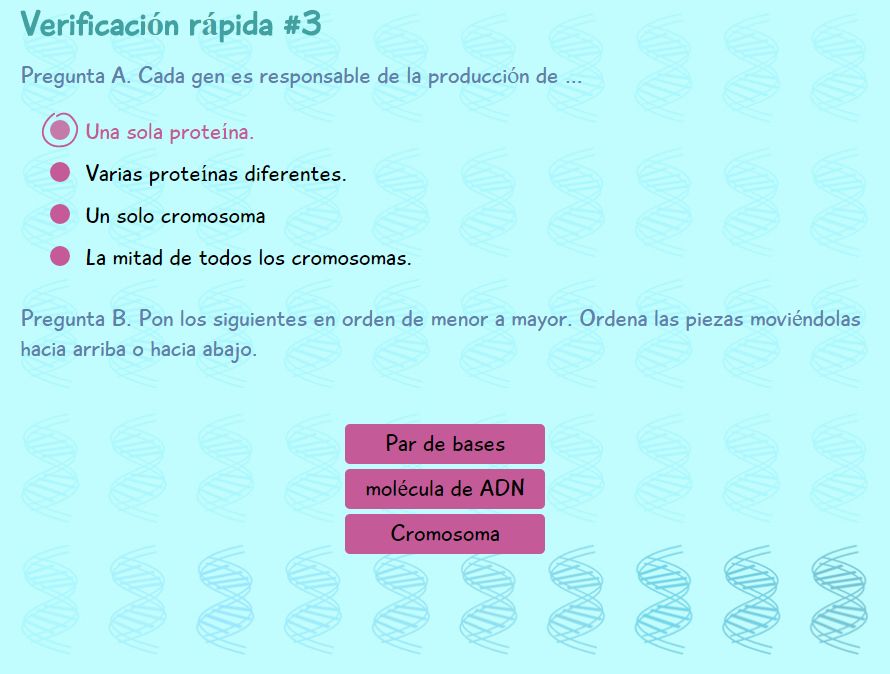 Verificación rápida #3
Pregunta A. Cada gen es responsable de la producción de ...
Una sola proteína.
Varias proteínas diferentes.
Un solo cromosoma
La mitad de todos los cromosomas.
Pregunta B. Pon los siguientes en orden de menor a mayor. Ordena las piezas moviéndolas
hacia arriba o hacia abajo.
Par de bases
molécula de ADN
Cromosoma